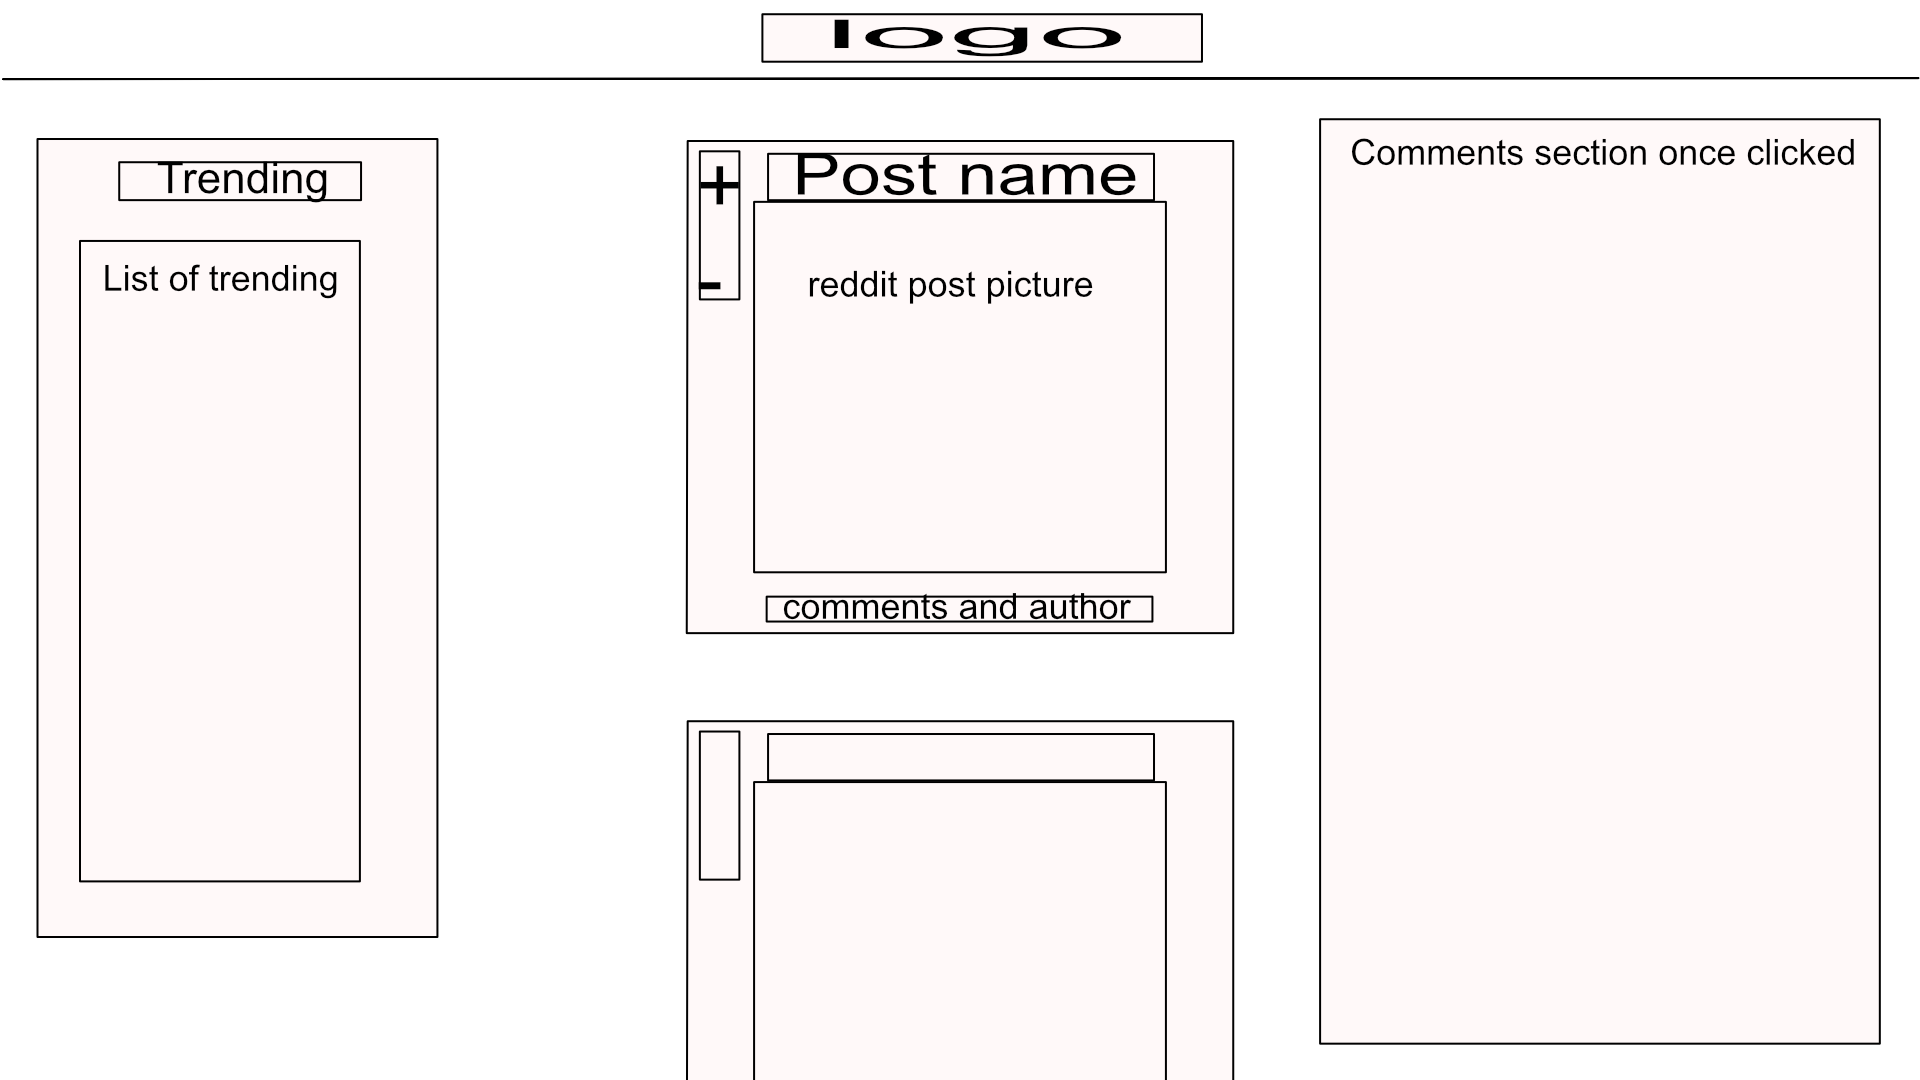 logo
Trending
List of trending
+
Post name
-
reddit post picture
comments and author
Comments section once clicked